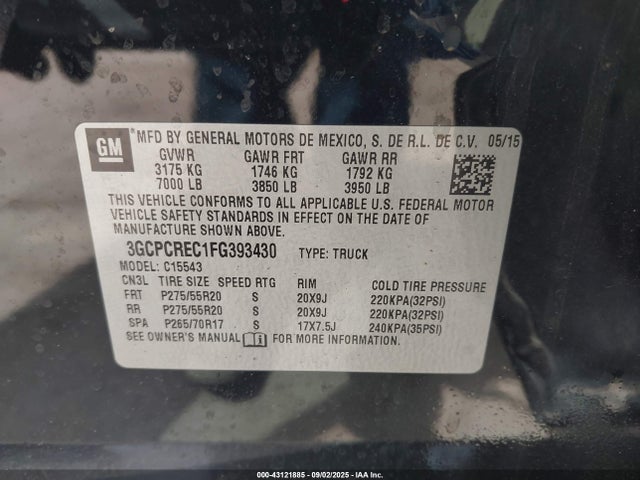 GM
*MFD BY GENERAL MOTORS DE MEXICO, S. DE R.L. DE C.V. 05/15
GVWR GAWR FRT GAWR RR
3175 KG 1746 KG 1792 KG
7000 LB 3850 LB 3950 LB
THIS VEHICLE CONFORMS TO ALL APPLICABLE U.S. FEDERAL MOTOR
VEHICLE SAFETY STANDARDS IN EFFECT ON THE DATE OF
MANUFACTURE SHOWN ABOVE.
3GCPCREC1FG393430 TYPE: TRUCK
MODEL: C15543
CN3L TIRE SIZE SPEED RTG RIM COLD TIRE PRESSURE
FRT P275/55R20 S 20X9J 220KPA(32PSI)
RR P275/55R20 S 20X9J 220KPA(32PSI)
SPA P265/70R17 S 17X7.5J 240KPA(35PSI)
SEE OWNER'S MANUAL FOR MORE INFORMATION.
000-43121885 - 09/02/2025 - IAA Inc.